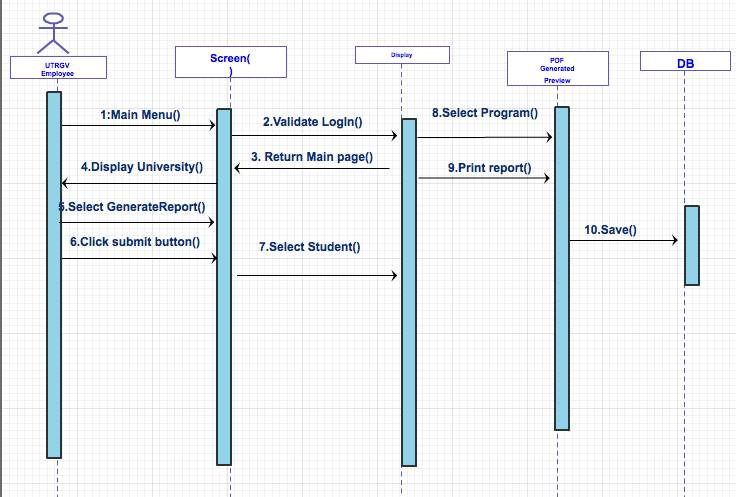 UTRGV
Employee
Screen(
)
Display
PDF
Generated
Preview
DB
1:Main Menu()
2.Validate LogIn()
8.Select Program()
3. Return Main page()
4.Display University()
9.Print report()
5.Select GenerateReport()
6.Click submit button()
7.Select Student()
10.Save()